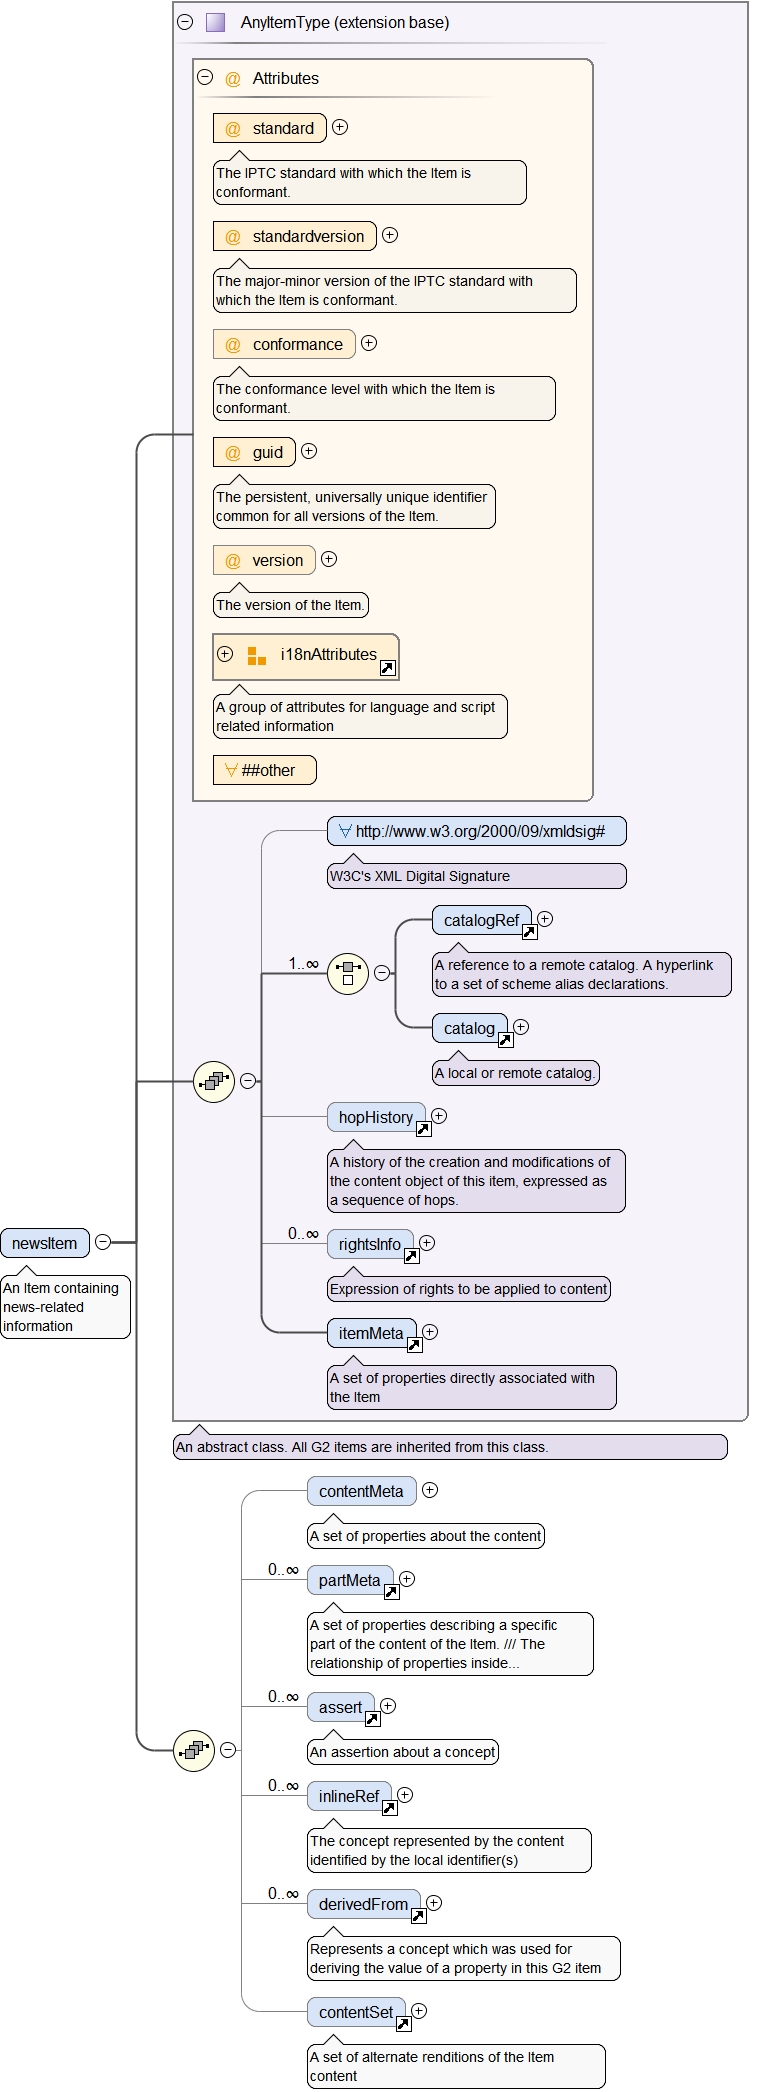 AnyItemType (extension base)
@ Attributes
@ standard
The IPTC standard with which the Item is
conformant.
@ standardversion
The major-minor version of the IPTC standard with
which the Item is conformant.
@ conformance
The conformance level with which the Item is
conformant.
@ guid
The persistent, universally unique identifier
common for all versions of the Item.
@ version
The version of the Item.
i18nAttributes
A group of attributes for language and script
related information
##other
http://www.w3.org/2000/09/xmldsig#
W3C's XML Digital Signature
catalogRef
1..∞
A reference to a remote catalog. A hyperlink
to a set of scheme alias declarations.
catalog
A local or remote catalog.
hopHistory
A history of the creation and modifications of
the content object of this item, expressed as
a sequence of hops.
0..∞
rightsInfo
newsItem
An Item containing
news-related
information
Expression of rights to be applied to content
itemMeta
A set of properties directly associated with
the Item
An abstract class. All G2 items are inherited from this class.
contentMeta
A set of properties about the content
0..∞
partMeta
A set of properties describing a specific
part of the content of the Item. /// The
relationship of properties inside...
0..∞
assert
An assertion about a concept
0..∞
inlineRef
The concept represented by the content
identified by the local identifier(s)
0..∞
derivedFrom
Represents a concept which was used for
deriving the value of a property in this G2 item
contentSet
A set of alternate renditions of the Item
content